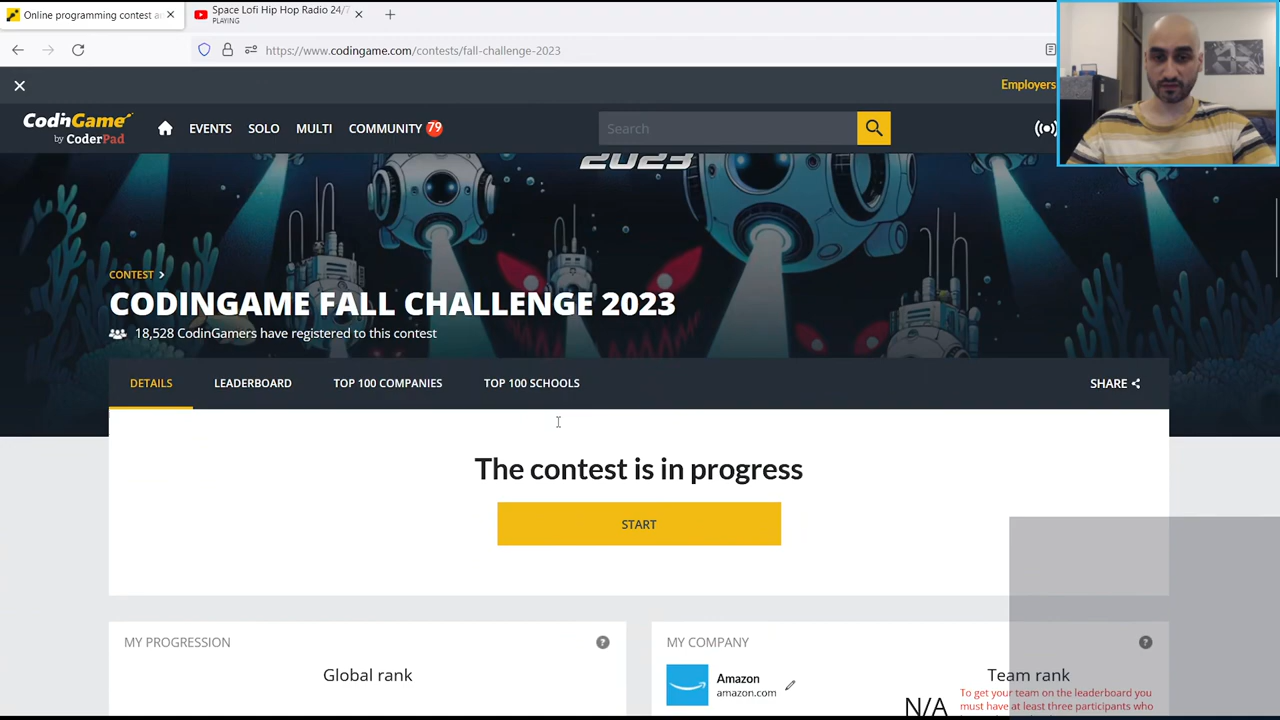 Online programming contest au
Space Lofi Hip Hop Radio 24/7
PLAYING
https://www.codingame.com/contests/fall-challenge-2023
Employers
CodinGame
by CoderPad
EVENTS
SOLO
MULTI
COMMUNITY 79
Search
2023
CONTEST >
CODINGAME FALL CHALLENGE 2023
18,528 CodinGamers have registered to this contest
DETAILS
LEADERBOARD
TOP 100 COMPANIES
TOP 100 SCHOOLS
SHARE
The contest is in progress
START
MY PROGRESSION
?
Global rank
MY COMPANY
?
Amazon
amazon.com
Team rank
N/A
To get your team on the leaderboard you
must have at least three participants who